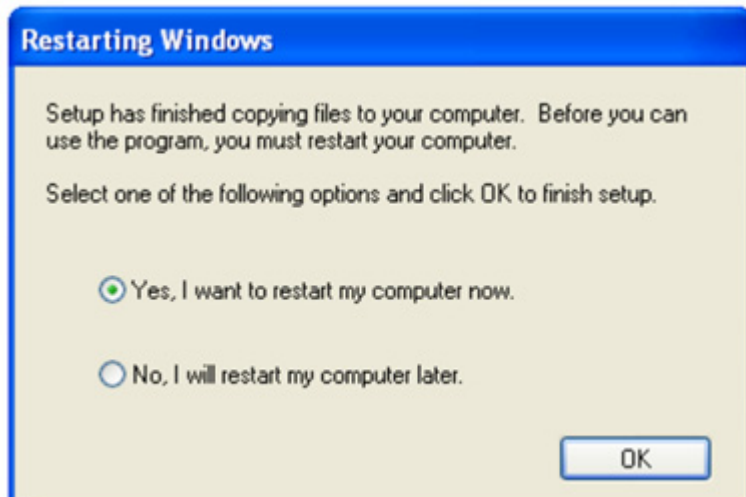 Restarting Windows
Setup has finished copying files to your computer.  Before you can
use the program, you must restart your computer.
Select one of the following options and click OK to finish setup.
Yes, I want to restart my computer now.
No, I will restart my computer later.
OK